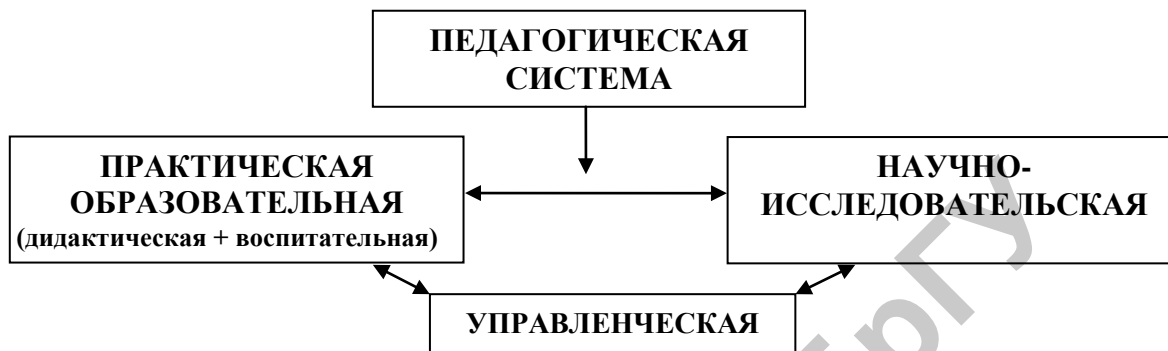 ПЕДАГОГИЧЕСКАЯ
СИСТЕМА
ПРАКТИЧЕСКАЯ
ОБРАЗОВАТЕЛЬНАЯ
(дидактическая + воспитательная)
НАУЧНО-
ИССЛЕДОВАТЕЛЬСКАЯ
УПРАВЛЕНЧЕСКАЯ